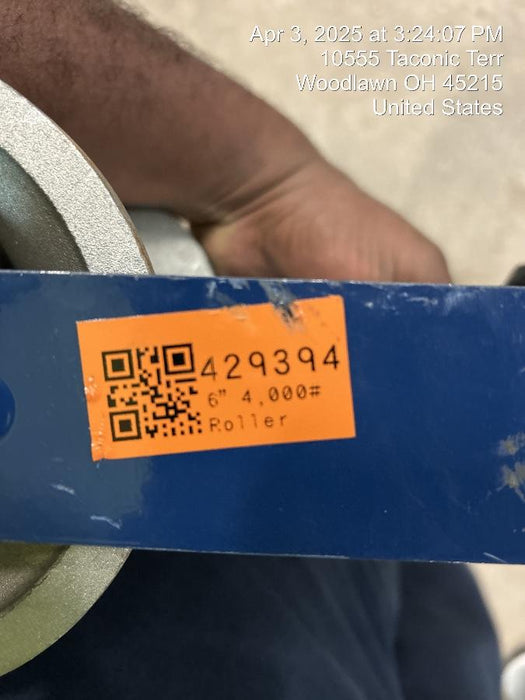 Apr 3, 2025 at 3:24:07 PM
10555 Taconic Terr
Woodlawn OH 45215
United States
429394
6" 4,000#
Roller